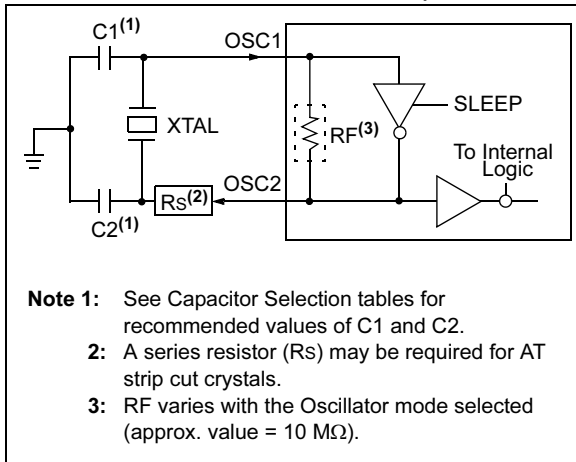 C1(1)
OSC1
XTAL
RF(3)
SLEEP
To Internal
Logic
OSC2
RS(2)
C2(1)
Note 1: See Capacitor Selection tables for
recommended values of C1 and C2.
2: A series resistor (RS) may be required for AT
strip cut crystals.
3: RF varies with the Oscillator mode selected
(approx. value = 10 MΩ).